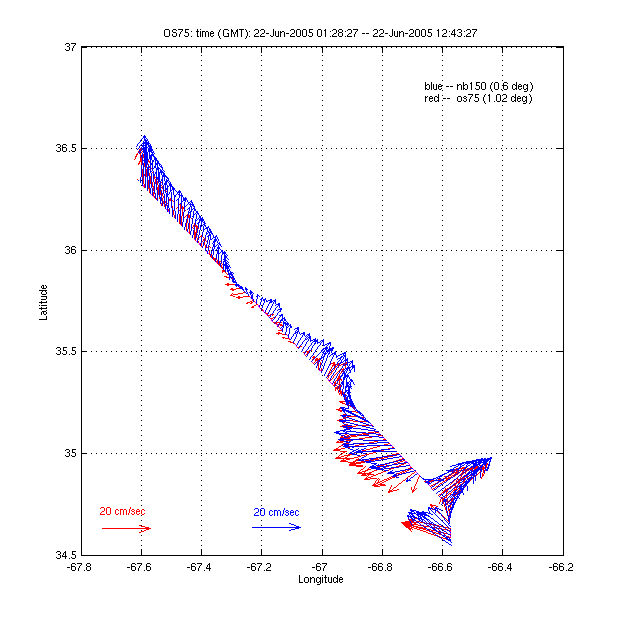 OS75: time (GMT): 22-Jun-2005 01:28:27 -- 22-Jun-2005 12:43:27
37
blue -- nb150 (0.6 deg)
red -- os75 (1.02 deg)
36.5
36
Latitude
35.5
35
20 cm/sec 20 cm/sec
34.5
-67.8 -67.6 -67.4 -67.2 -67 -66.8 -66.6 -66.4 -66.2
Longitude